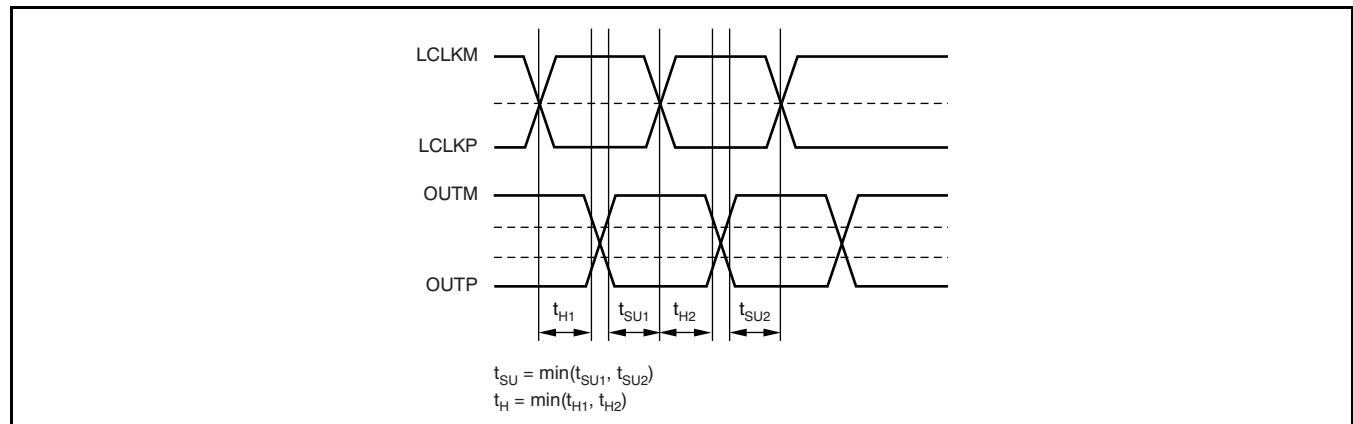 LCLKM
LCLKP
OUTM
OUTP
tH1 tSU1 tH2 tSU2
tSU = min(tSU1, tSU2)
tH = min(tH1, tH2)